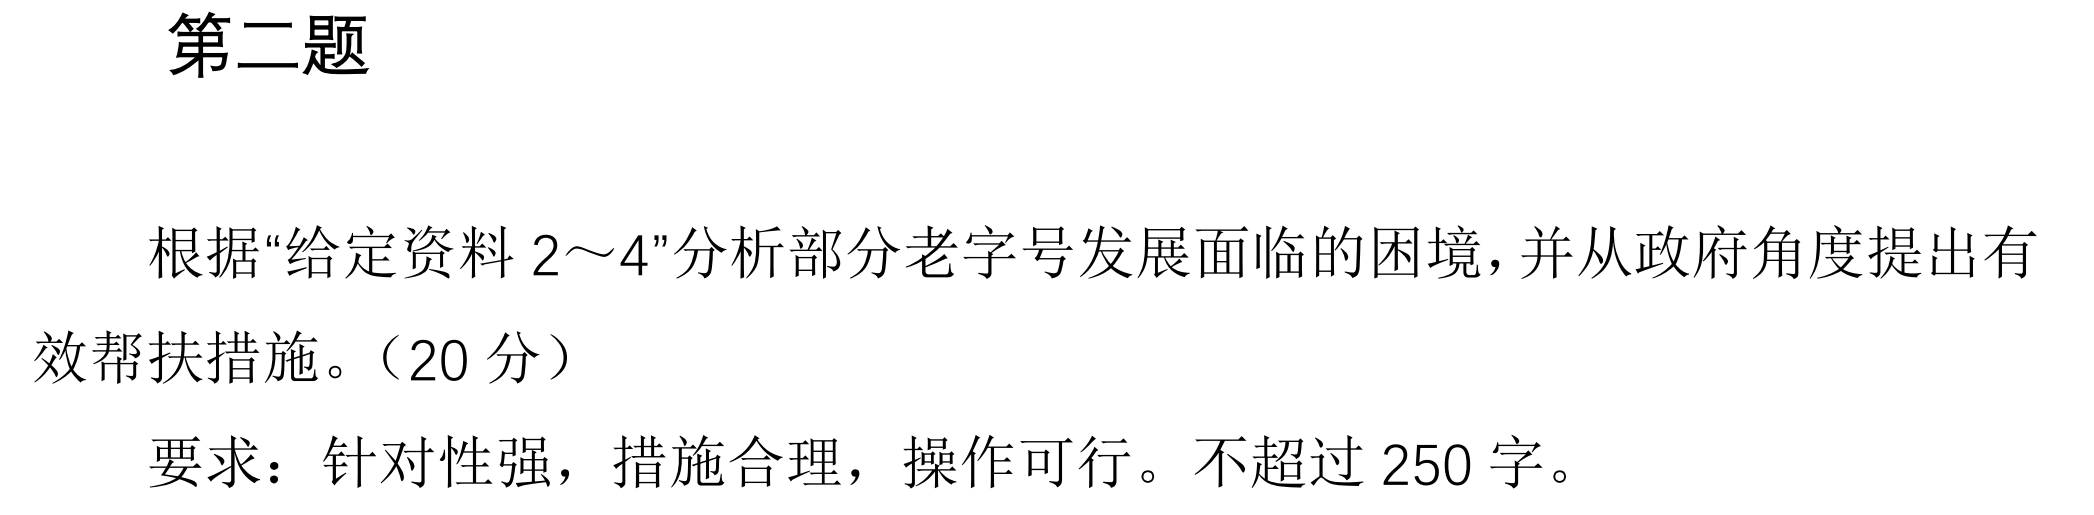 第二题
根据“给定资料 2～4”分析部分老字号发展面临的困境，并从政府角度提出有
效帮扶措施。（20 分）
要求：针对性强，措施合理，操作可行。不超过 250 字。